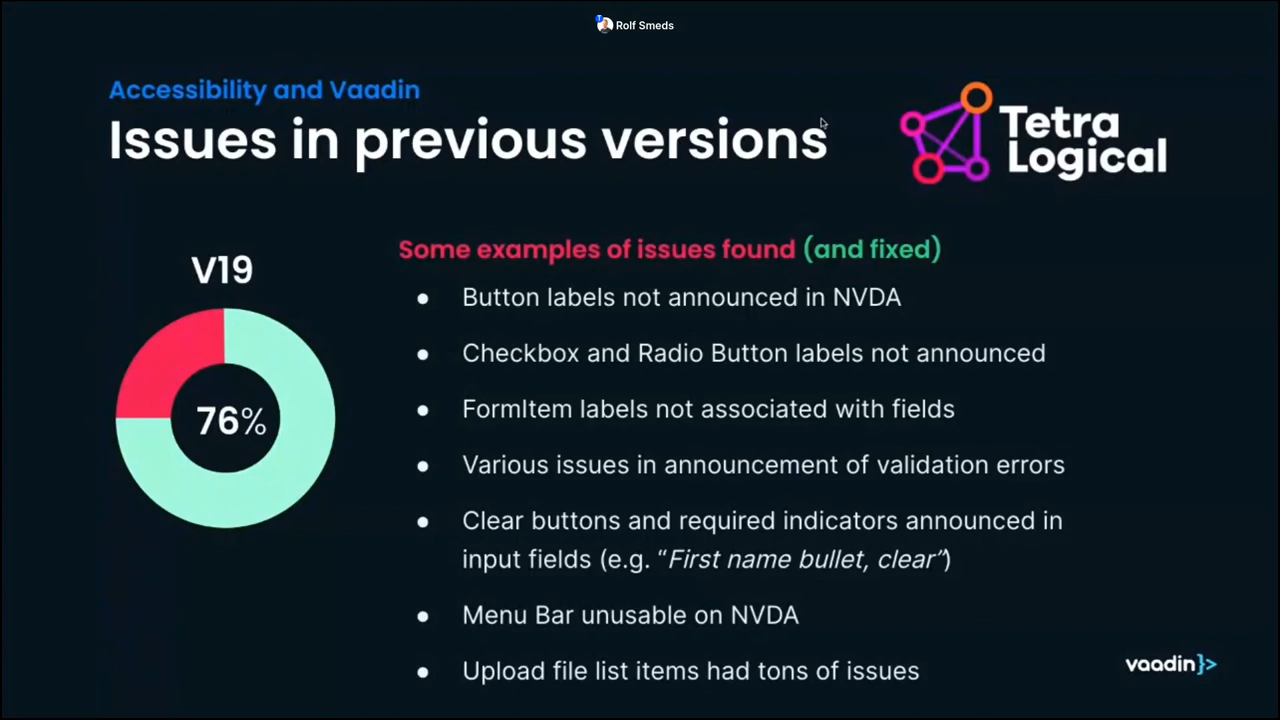 Rolf Smeds
Accessibility and Vaadin
Issues in previous versions
Tetra
Logical
V19
76%
Some examples of issues found (and fixed)
● Button labels not announced in NVDA
● Checkbox and Radio Button labels not announced
● FormItem labels not associated with fields
● Various issues in announcement of validation errors
● Clear buttons and required indicators announced in
input fields (e.g. “First name bullet, clear”)
● Menu Bar unusable on NVDA
● Upload file list items had tons of issues
vaadin}>